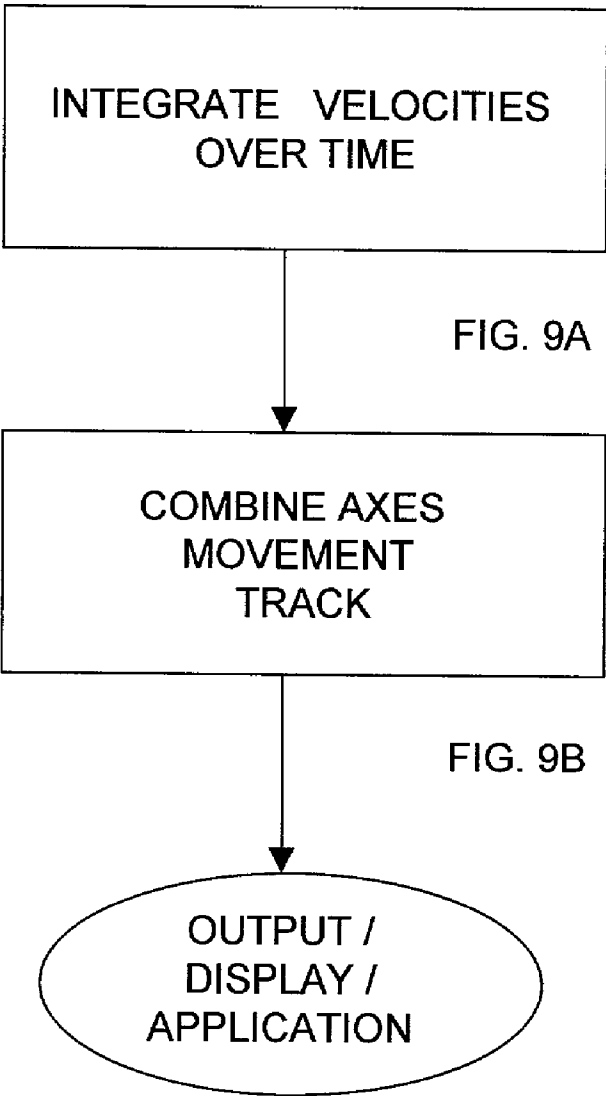 INTEGRATE VELOCITIES
OVER TIME
FIG. 9A
COMBINE AXES
MOVEMENT
TRACK
FIG. 9B
OUTPUT /
DISPLAY /
APPLICATION